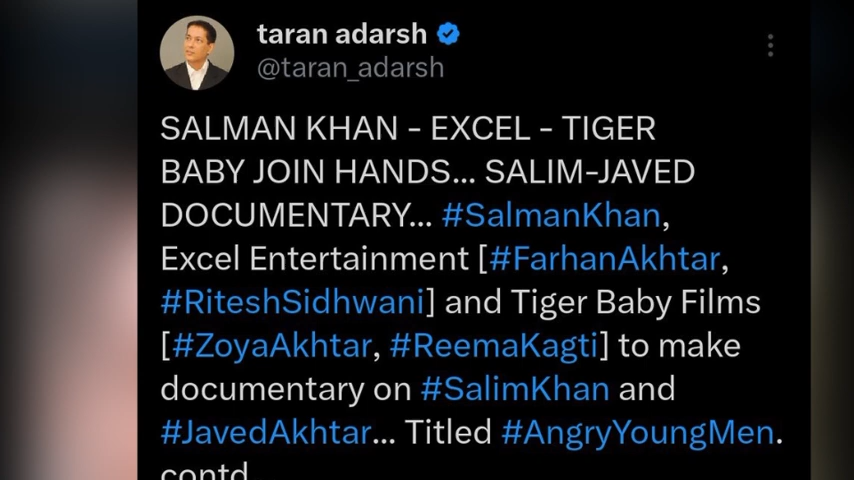 taran adarsh
@taran_adarsh
SALMAN KHAN - EXCEL - TIGER
BABY JOIN HANDS... SALIM-JAVED
DOCUMENTARY... #SalmanKhan,
Excel Entertainment [#FarhanAkhtar,
#RiteshSidhwani] and Tiger Baby Films
[#ZoyaAkhtar, #ReemaKagti] to make
documentary on #SalimKhan and
#JavedAkhtar... Titled #AngryYoungMen.
contd